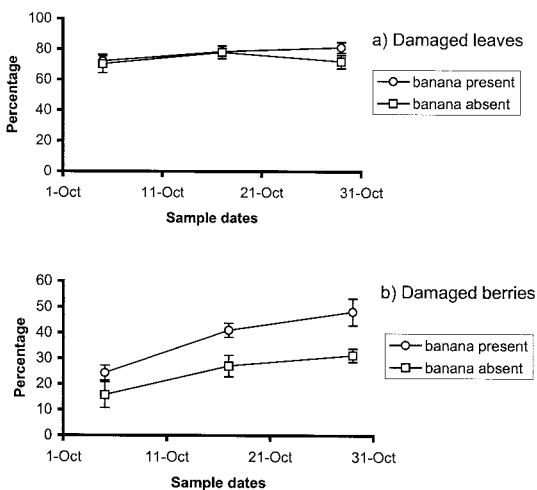 a) Damaged leaves
Percentage
100
80
60
40
20
0
1-Oct 11-Oct 21-Oct 31-Oct
Sample dates
banana present
banana absent
b) Damaged berries
Percentage
60
50
40
30
20
10
0
1-Oct 11-Oct 21-Oct 31-Oct
Sample dates
banana present
banana absent